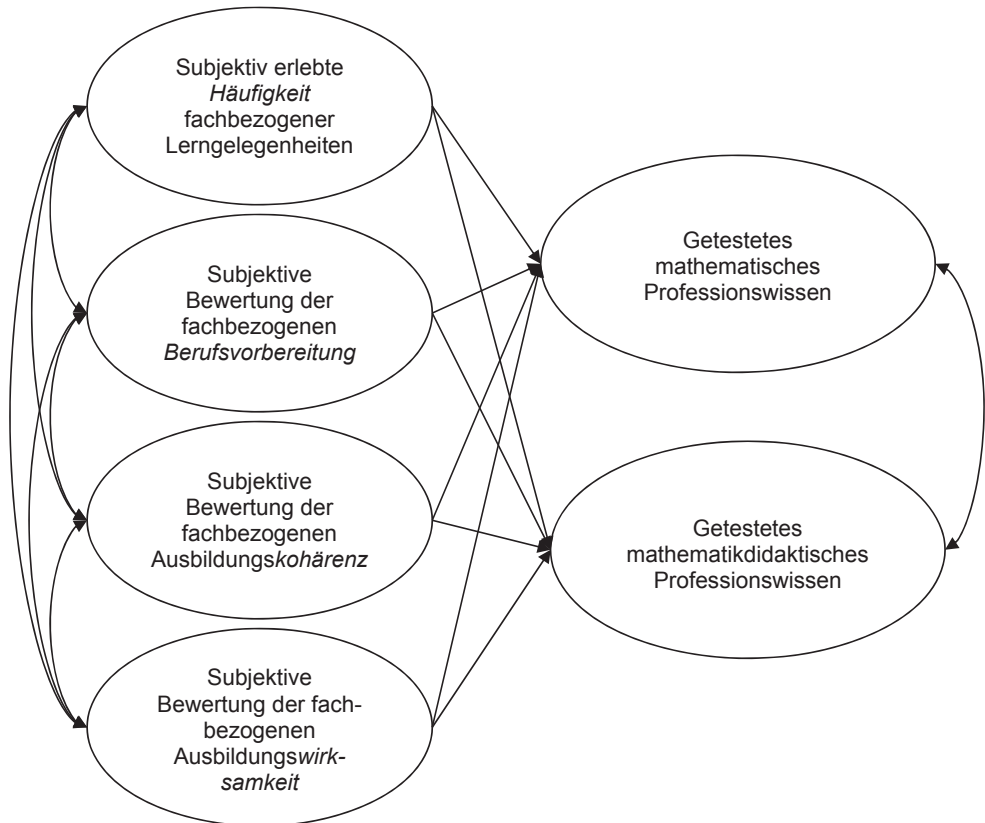 Subjektiv erlebte
Häufigkeit
fachbezogener
Lerngelegenheiten
Subjektive
Bewertung der
fachbezogenen
Berufsvorbereitung
Subjektive
Bewertung der
fachbezogenen
Ausbildungskohärenz
Subjektive
Bewertung der fach-
bezogenen
Ausbildungswirk-
samkeit
Getestetes
mathematisches
Professionswissen
Getestetes
mathematikdidaktisches
Professionswissen